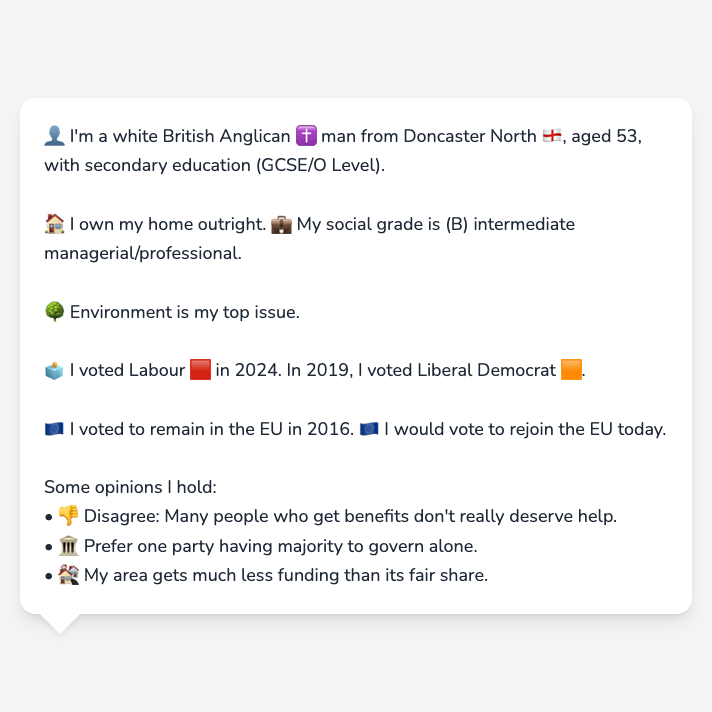 👤 I'm a white British Anglican ✝️ man from Doncaster North 🏴󠁧󠁢󠁥󠁮󠁧󠁿, aged 53,
with secondary education (GCSE/O Level).
🏠 I own my home outright. 💼 My social grade is (B) intermediate
managerial/professional.
🌳 Environment is my top issue.
🗳️ I voted Labour 🟥 in 2024. In 2019, I voted Liberal Democrat 🟧.
🇪🇺 I voted to remain in the EU in 2016. 🇪🇺 I would vote to rejoin the EU today.
Some opinions I hold:
• 👎 Disagree: Many people who get benefits don't really deserve help.
• 🏛️ Prefer one party having majority to govern alone.
• 🏚️ My area gets much less funding than its fair share.